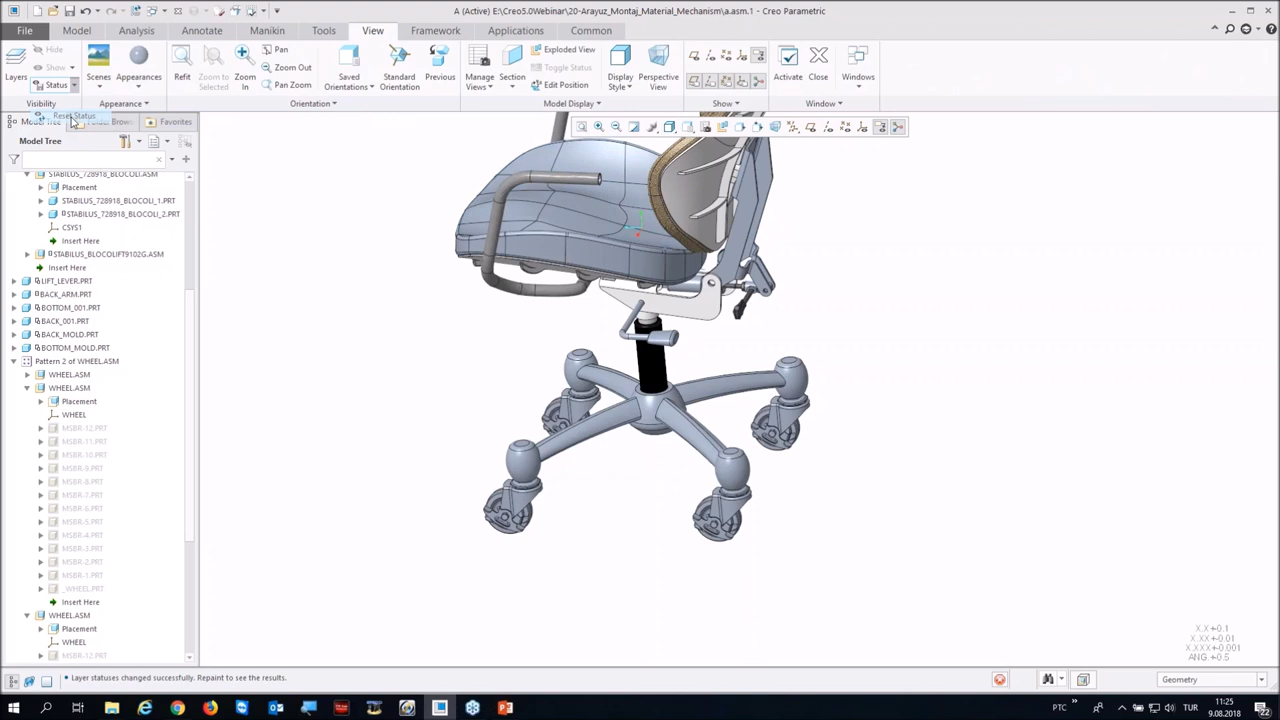 A (Active) E:\Creo5.0Webinar\20-Arayuz_Montaj_Material_Mechanism\a.asm.1 - Creo Parametric
File Model Analysis Annotate Manikin Tools View Framework Applications Common
Hide
Show
Status
Layers
Scenes
Appearances
Refit
Zoom to Selected
Zoom In
Pan
Zoom Out
Pan Zoom
Saved Orientations
Standard Orientation
Previous
Manage Views
Section
Exploded View
Toggle Status
Edit Position
Display Style
Perspective View
Activate
Close
Windows
Visibility Appearance Orientation Model Display Show Window
Reset Status
Model Tree
Favorites
Model Tree
STABILUS_728918_BLOCOLI.ASM
Placement
STABILUS_728918_BLOCOLI_1.PRT
STABILUS_728918_BLOCOLI_2.PRT
CSYS1
Insert Here
STABILUS_BLOCOLIFT9102G.ASM
Insert Here
LIFT_LEVER.PRT
BACK_ARM.PRT
BOTTOM_001.PRT
BACK_001.PRT
BACK_MOLD.PRT
BOTTOM_MOLD.PRT
Pattern 2 of WHEEL.ASM
WHEEL.ASM
WHEEL.ASM
Placement
WHEEL
MSBR-12.PRT
MSBR-11.PRT
MSBR-10.PRT
MSBR-9.PRT
MSBR-8.PRT
MSBR-7.PRT
MSBR-6.PRT
MSBR-5.PRT
MSBR-4.PRT
MSBR-3.PRT
MSBR-2.PRT
MSBR-1.PRT
_WHEEL.PRT
Insert Here
WHEEL.ASM
Placement
WHEEL
MSBR-12.PRT
X.X +-0.1
X.XX +-0.01
X.XXX +-0.001
ANG. +-0.5
Layer statuses changed successfully. Repaint to see the results.
Geometry
PTC
TUR
11:25
9.08.2018
22